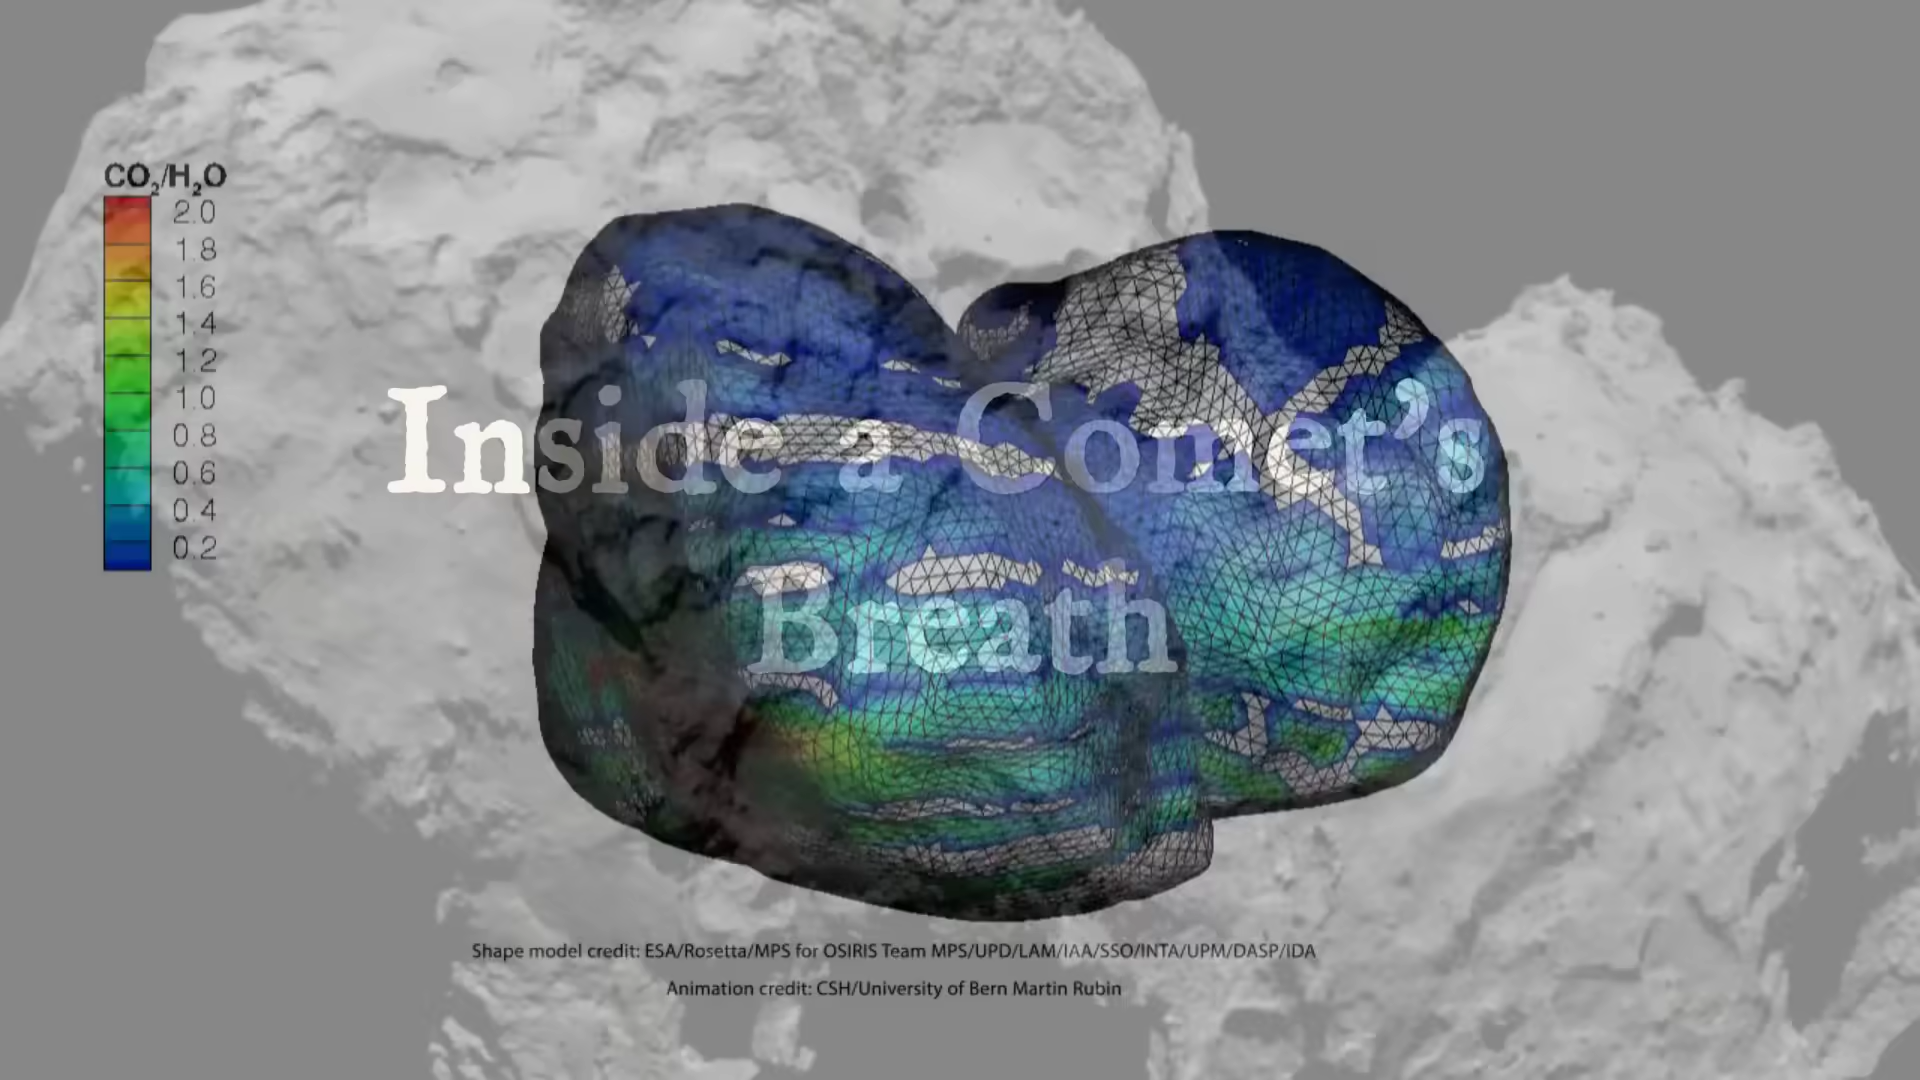 CO₂/H₂O
2.0
1.8
1.6
1.4
1.2
1.0
0.8
0.6
0.4
0.2
Inside a Comet’s
Breath
Shape model credit: ESA/Rosetta/MPS for OSIRIS Team MPS/UPD/LAM/IAA/SSO/INTA/UPM/DASP/IDA
Animation credit: CSH/University of Bern Martin Rubin